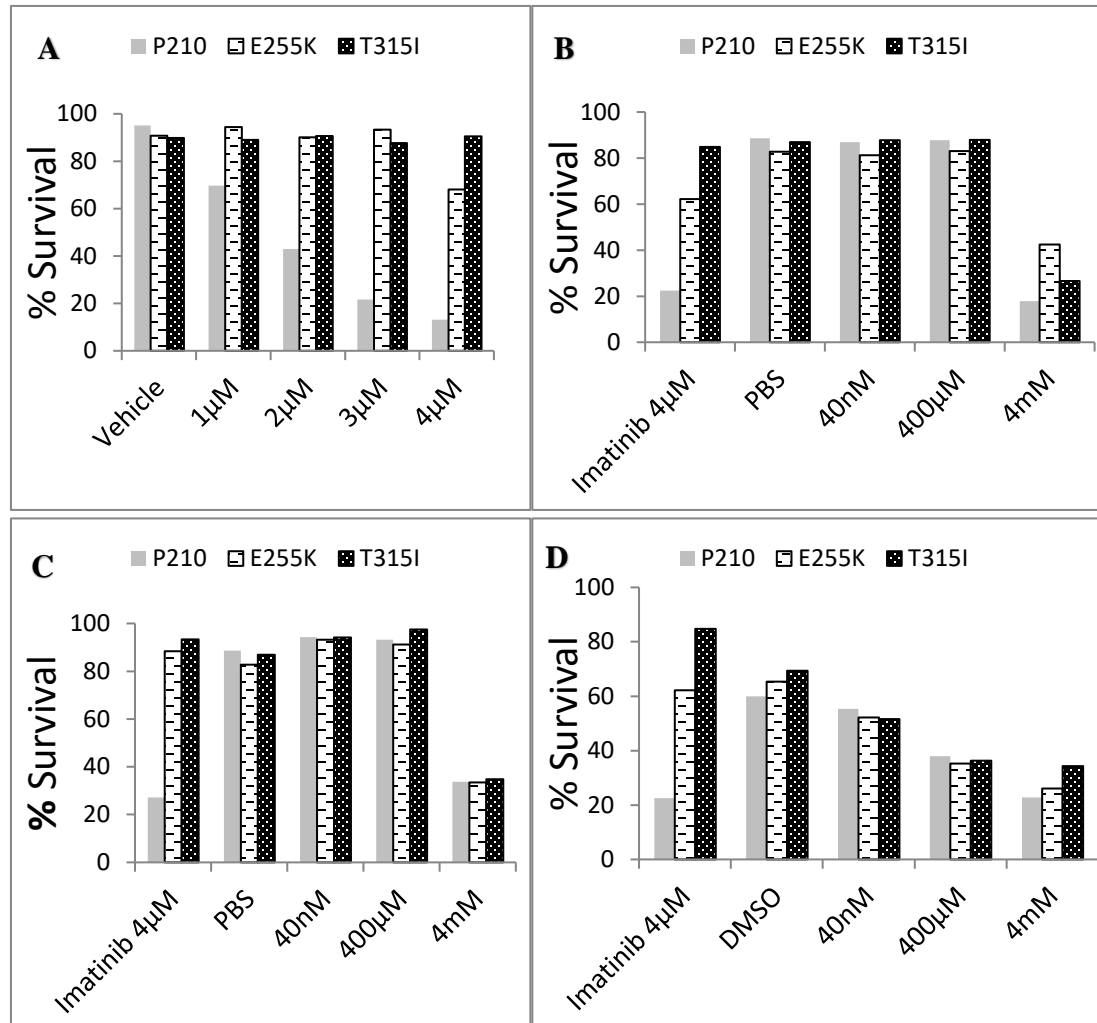 A
P210 E255K T315I
% Survival
100
80
60
40
20
0
Vehicle 1µM 2µM 3µM 4µM
B
P210 E255K T315I
% Survival
100
80
60
40
20
0
Imatinib 4µM PBS 40nM 400µM 4mM
C
P210 E255K T315I
% Survival
100
80
60
40
20
0
Imatinib 4µM PBS 40nM 400µM 4mM
D
P210 E255K T315I
% Survival
100
80
60
40
20
0
Imatinib 4µM DMSO 40nM 400µM 4mM